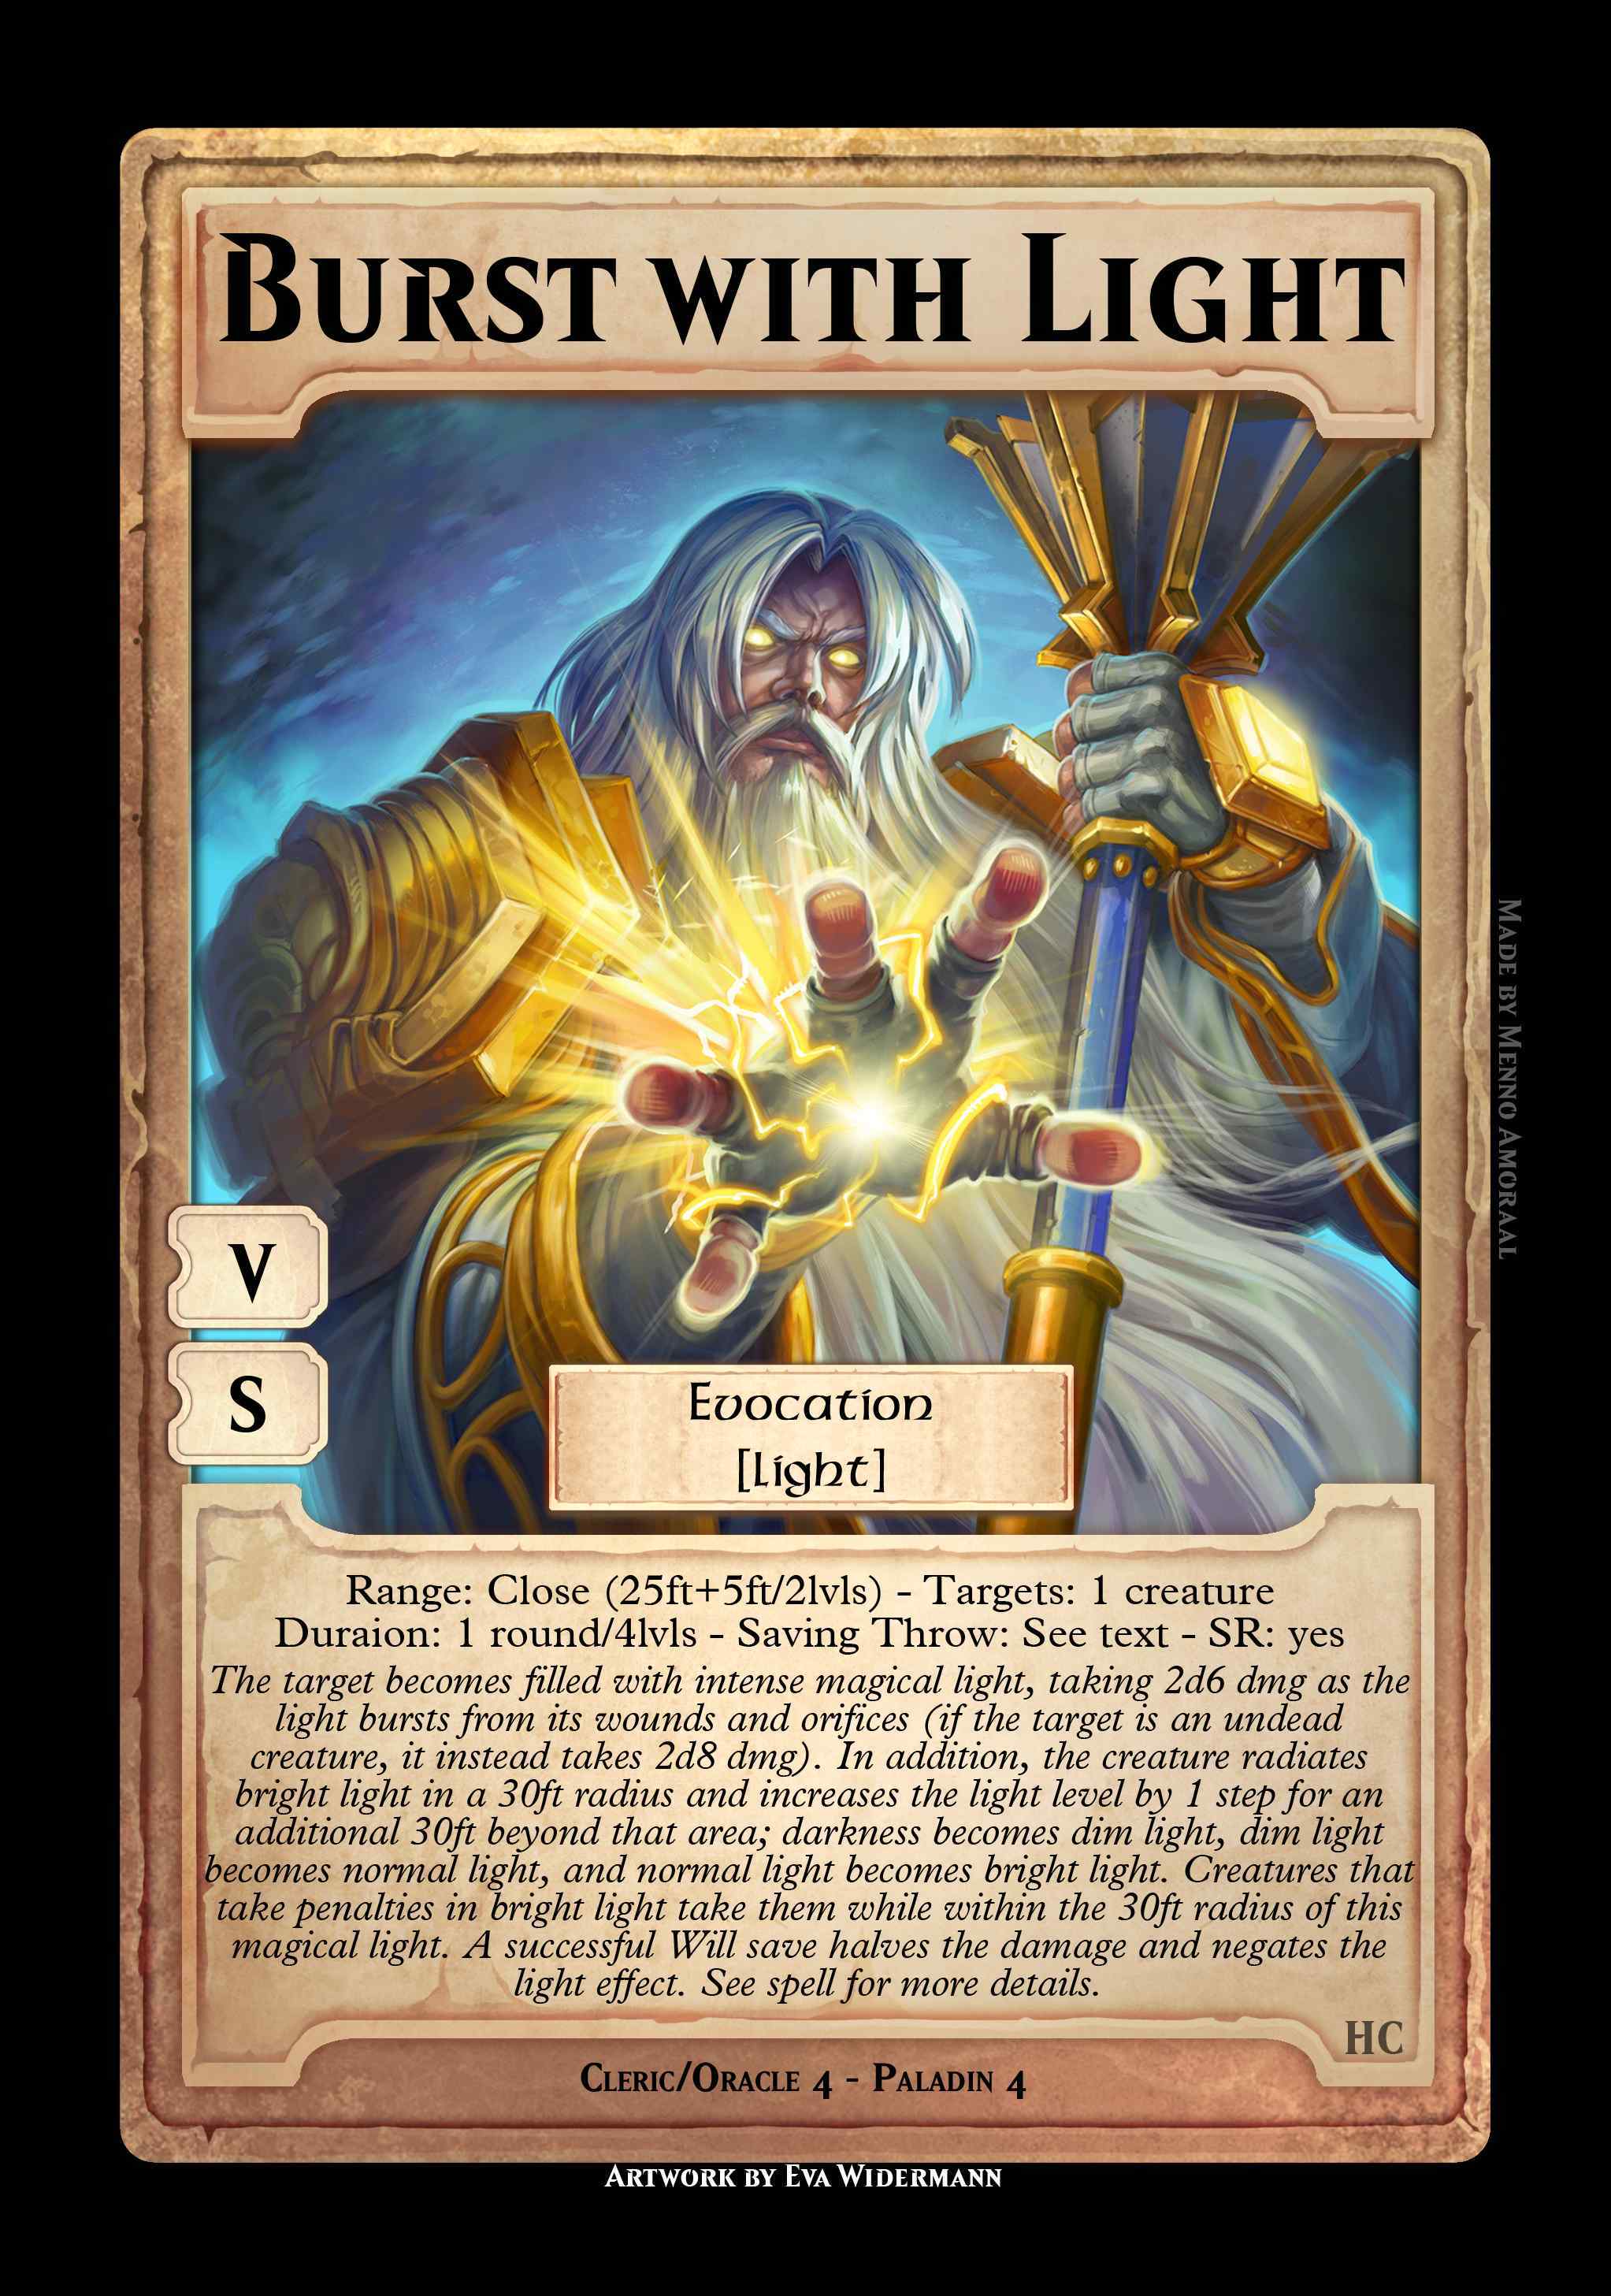 Burst with Light
V
S
Evocation
[Light]
Range: Close (25ft+5ft/2lvls) - Targets: 1 creature
Duraion: 1 round/4lvls - Saving Throw: See text - SR: yes
The target becomes filled with intense magical light, taking 2d6 dmg as the
light bursts from its wounds and orifices (if the target is an undead
creature, it instead takes 2d8 dmg). In addition, the creature radiates
bright light in a 30ft radius and increases the light level by 1 step for an
additional 30ft beyond that area; darkness becomes dim light, dim light
becomes normal light, and normal light becomes bright light. Creatures that
take penalties in bright light take them while within the 30ft radius of this
magical light. A successful Will save halves the damage and negates the
light effect. See spell for more details.
HC
Cleric/Oracle 4 - Paladin 4
Artwork by Eva Widermann
Made by Menno Amoraal